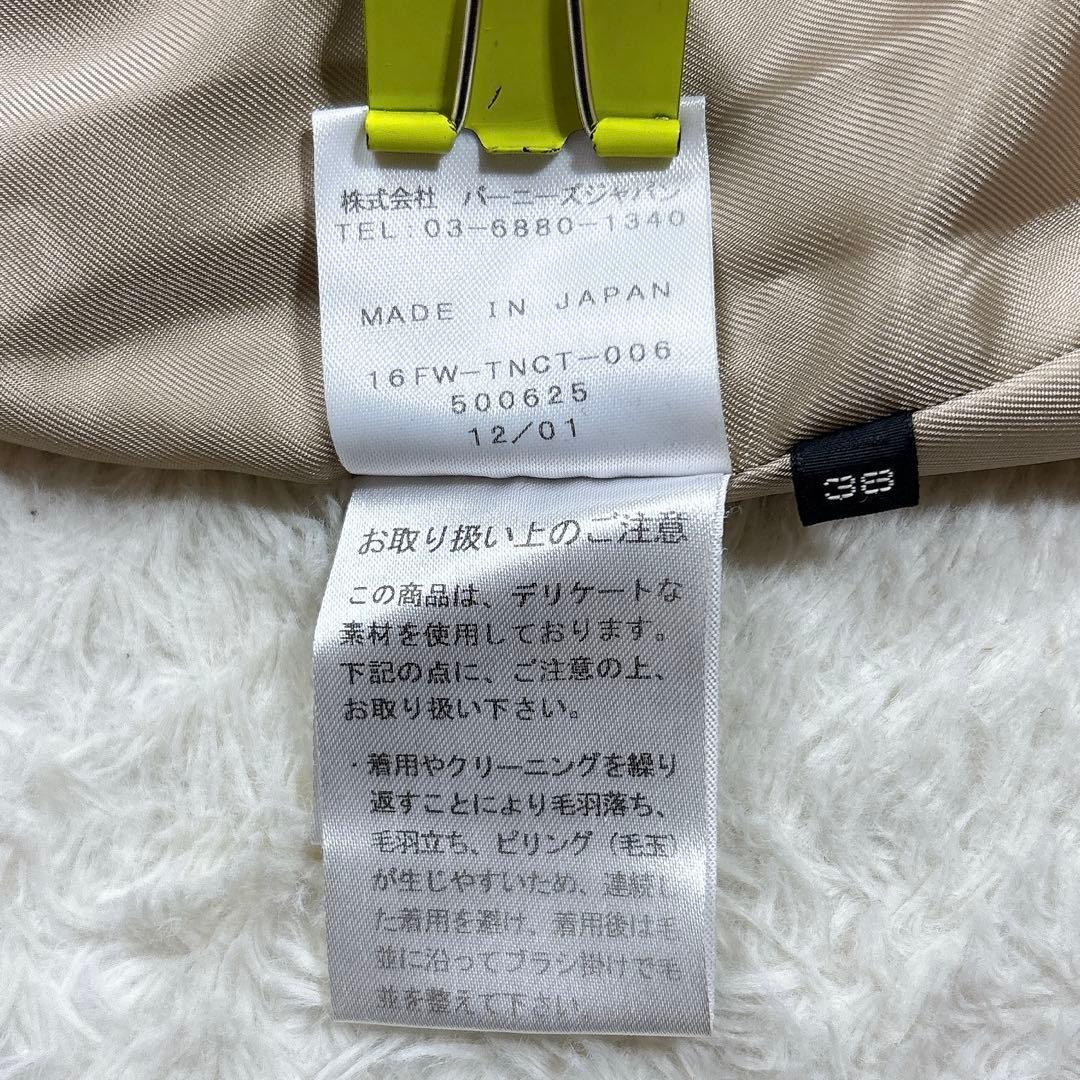 株式会社 バーニーズジャパン
TEL:03-6880-1340
MADE IN JAPAN
16FW-TNCT-006
500625
12/01
38
お取り扱い上のご注意
この商品は、デリケートな
素材を使用しております。
下記の点に、ご注意の上、
お取り扱い下さい。
・着用やクリーニングを繰り
返すことにより毛羽落ち、
毛羽立ち、ピリング(毛玉)
が生じやすいため、連続し
た着用を避け、着用後は毛
並に沿ってブラシ掛けで毛
並を整えて下さい。